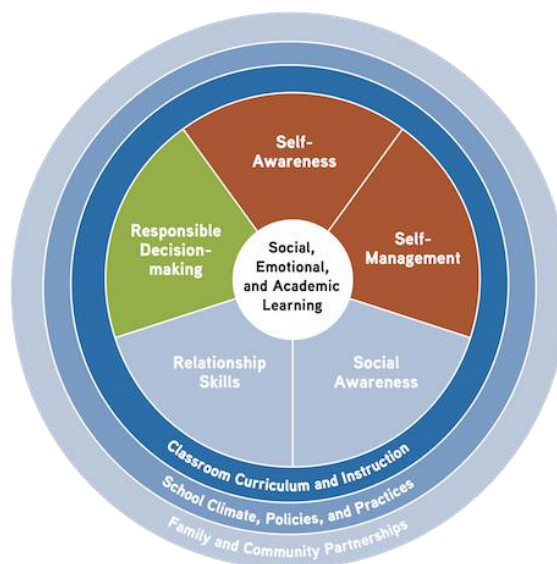 Self-
Awareness
Responsible
Decision-
making
Social,
Emotional,
and Academic
Learning
Self-
Management
Relationship
Skills
Social
Awareness
Classroom Curriculum and Instruction
School Climate, Policies, and Practices
Family and Community Partnerships